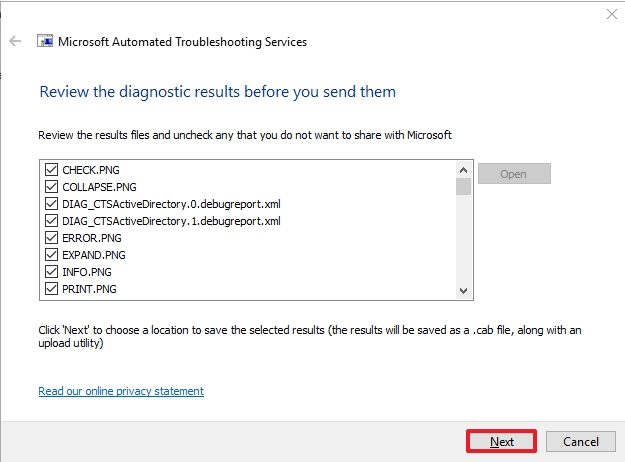 Microsoft Automated Troubleshooting Services
Review the diagnostic results before you send them
Review the results files and uncheck any that you do not want to share with Microsoft
CHECK.PNG
Open
COLLAPSE.PNG
DIAG_CTSActiveDirectory.0.debugreport.xml
DIAG_CTSActiveDirectory.1.debugreport.xml
ERROR.PNG
EXPAND.PNG
INFO.PNG
PRINT.PNG
Click 'Next' to choose a location to save the selected results (the results will be saved as a .cab file, along with an
upload utility)
Read our online privacy statement
Next
Cancel